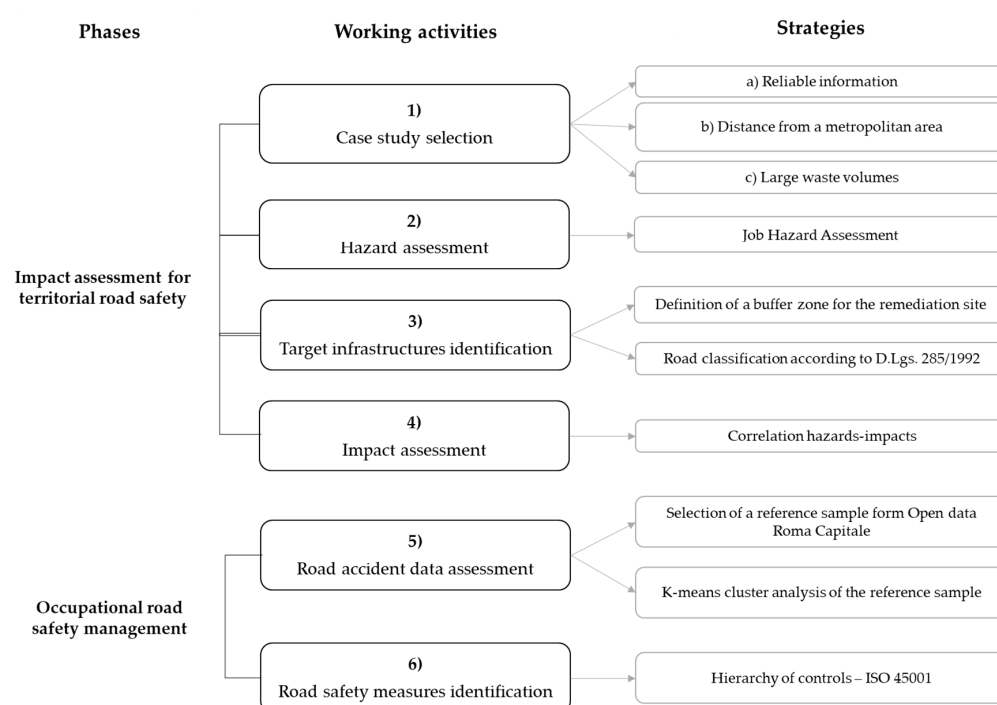 Phases
Working activities
Strategies
1)
Case study selection
a) Reliable information
b) Distance from a metropolitan area
c) Large waste volumes
2)
Hazard assessment
Job Hazard Assessment
Impact assessment for
territorial road safety
3)
Target infrastructures identification
Definition of a buffer zone for the remediation site
Road classification according to D.Lgs. 285/1992
4)
Impact assessment
Correlation hazards-impacts
5)
Road accident data assessment
Selection of a reference sample form Open data
Roma Capitale
K-means cluster analysis of the reference sample
Occupational road
safety management
6)
Road safety measures identification
Hierarchy of controls – ISO 45001